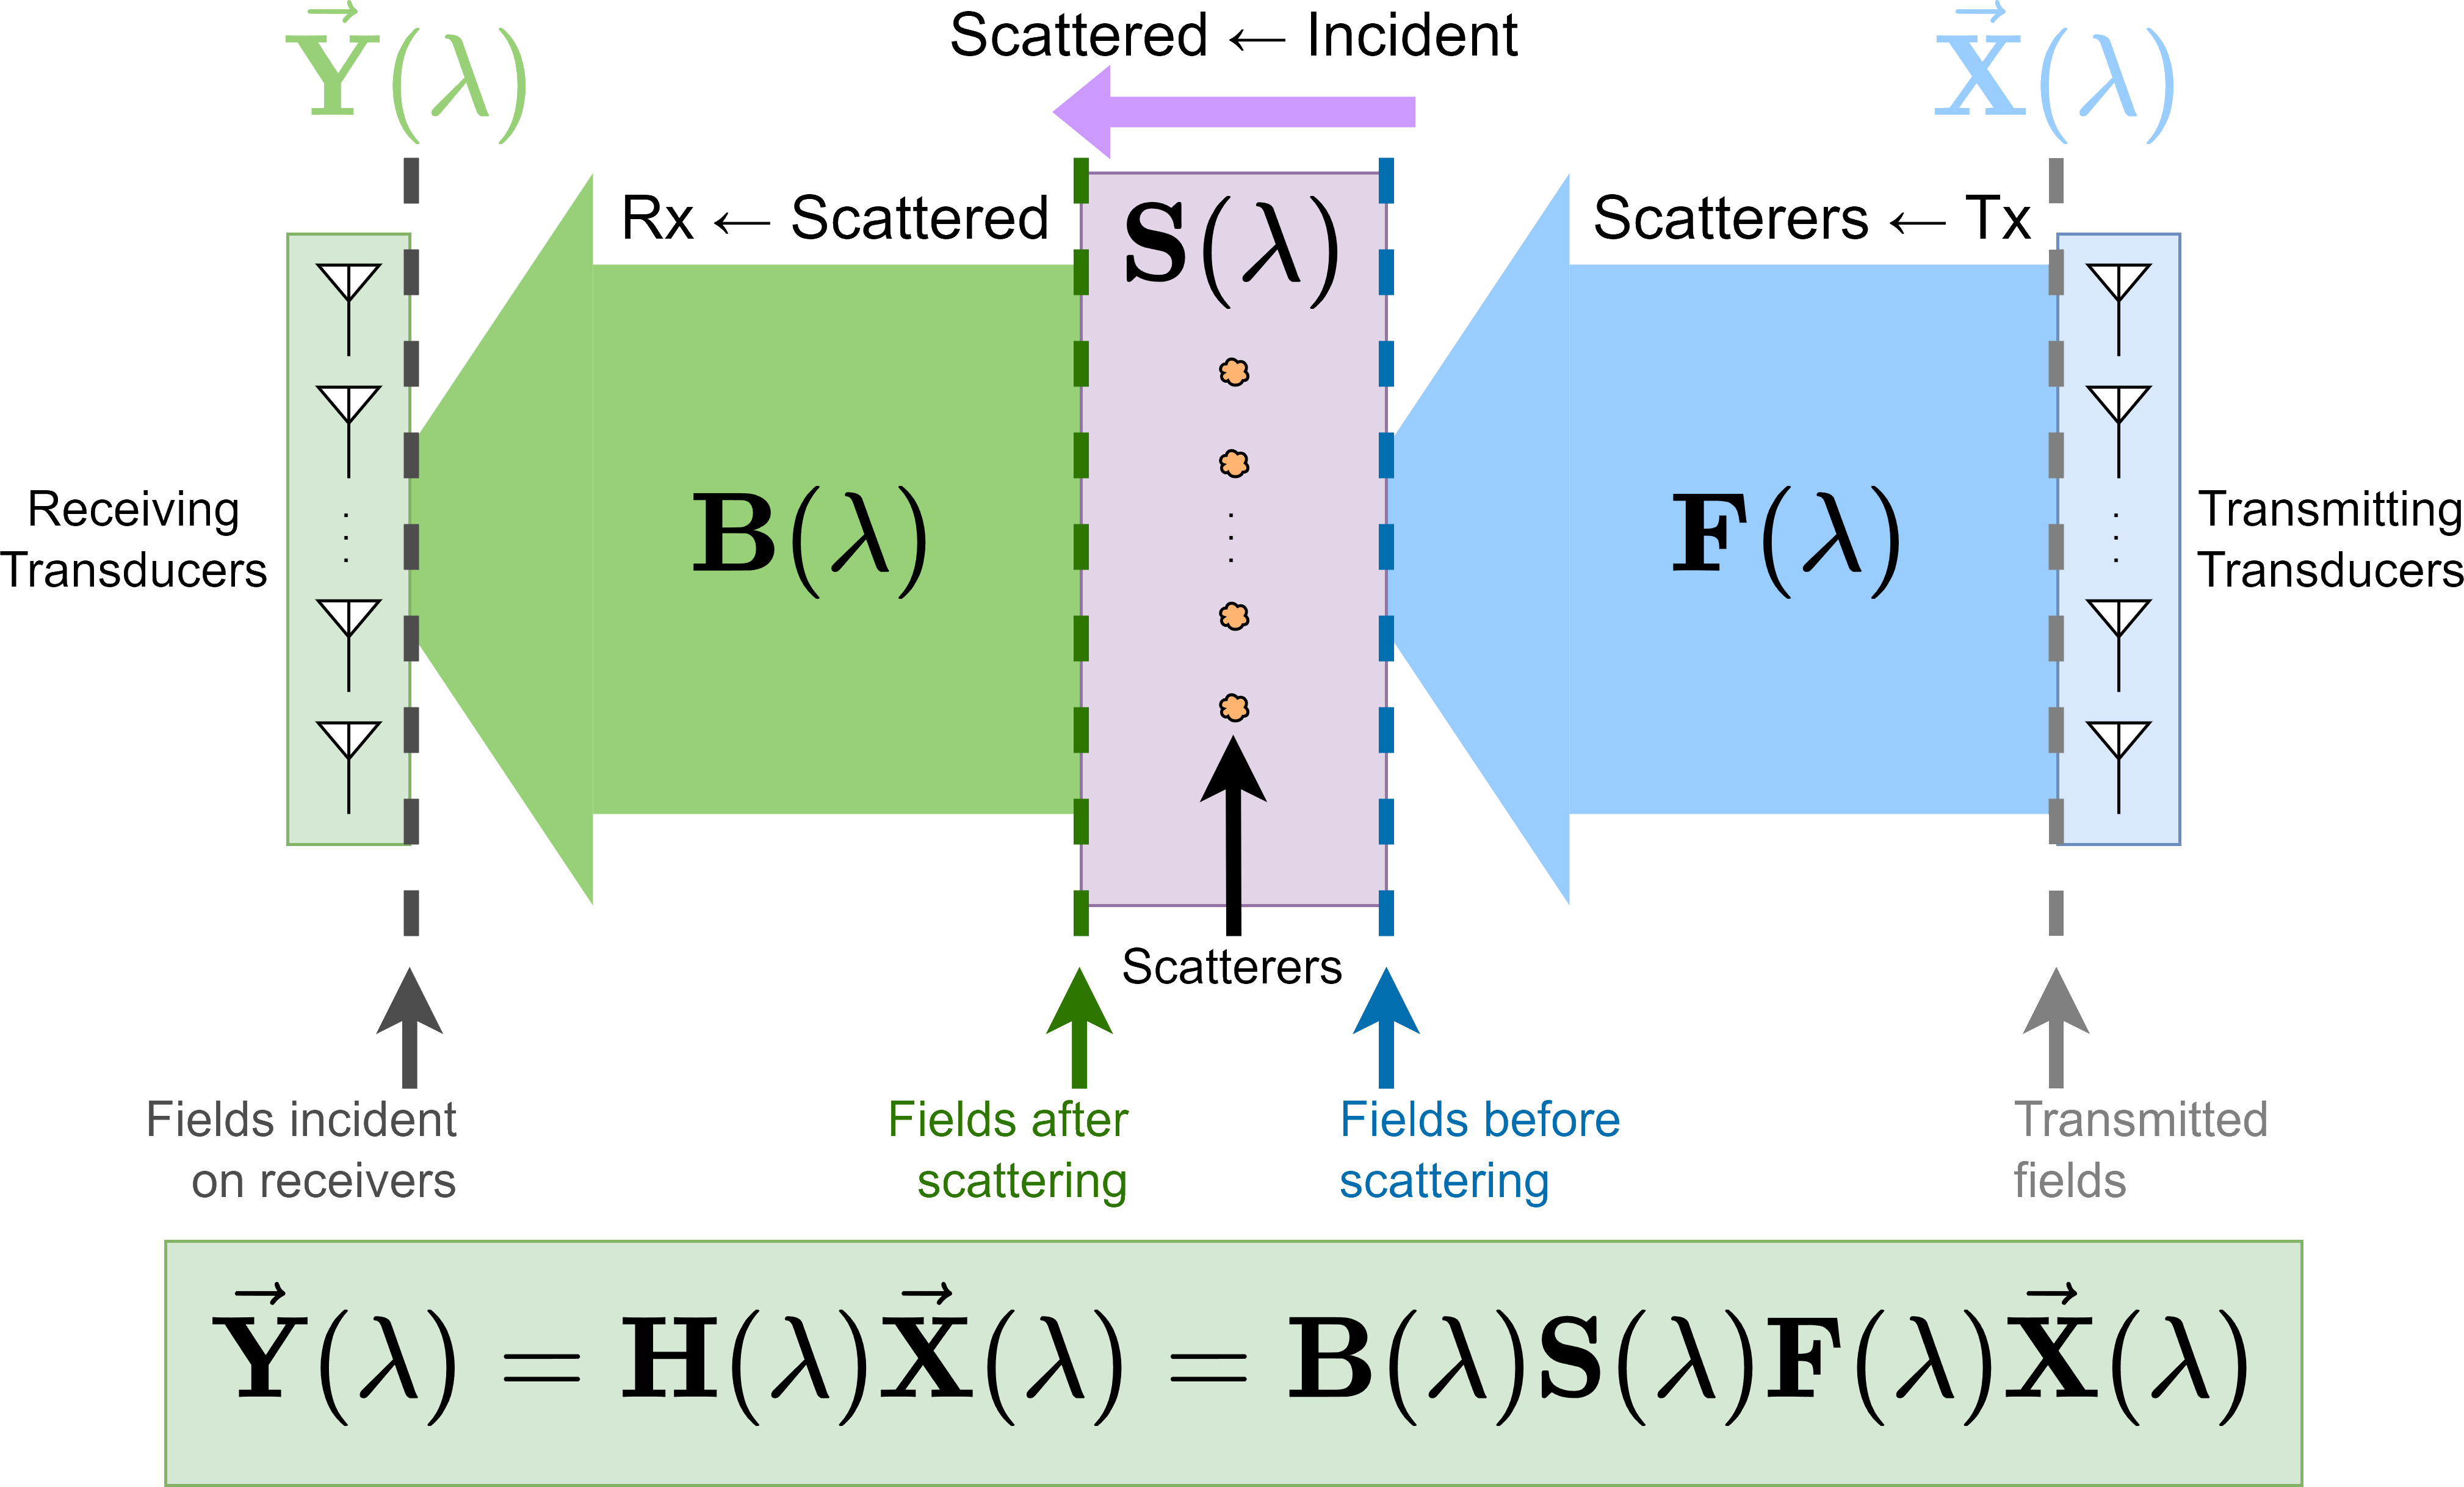 Scattered ← Incident
Y⃗(λ)
X⃗(λ)
Rx ← Scattered
S(λ)
Scatterers ← Tx
Receiving
Transducers
B(λ)
F(λ)
Transmitting
Transducers
Scatterers
Fields incident
on receivers
Fields after
scattering
Fields before
scattering
Transmitted
fields
Y⃗(λ) = H(λ)X⃗(λ) = B(λ)S(λ)F(λ)X⃗(λ)